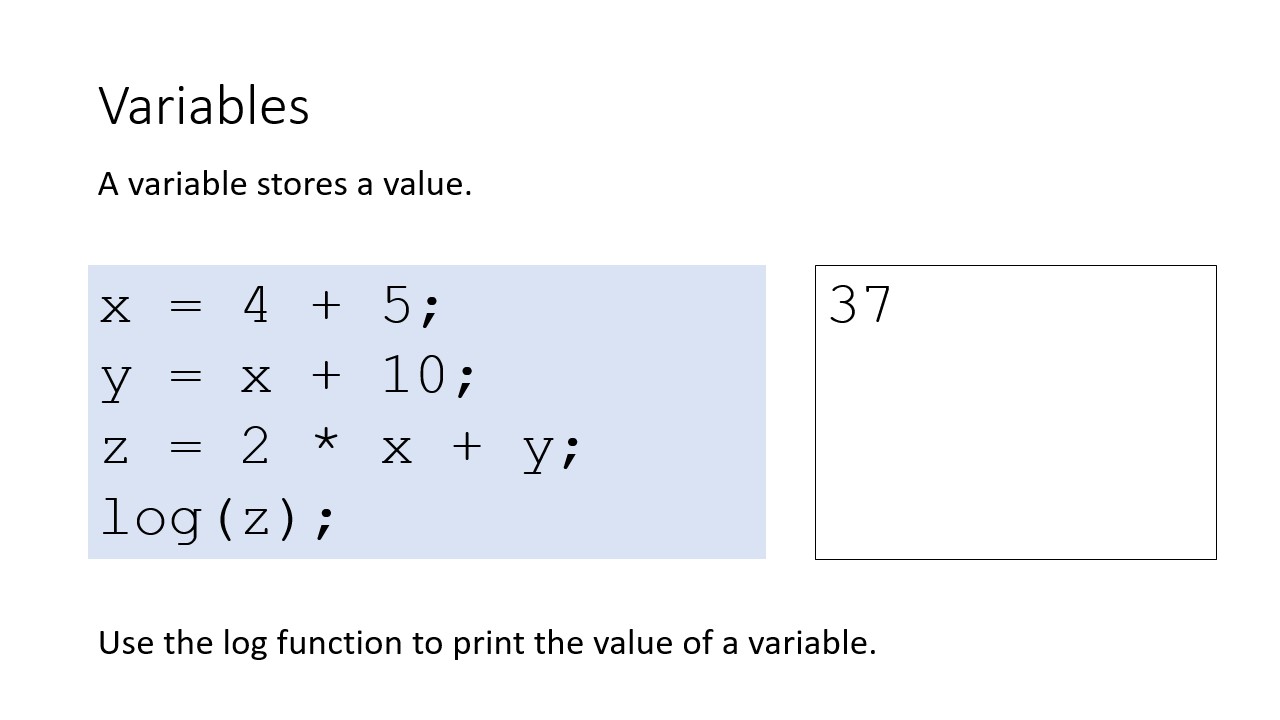 Variables
A variable stores a value.
x = 4 + 5;
y = x + 10;
z = 2 * x + y;
log(z);
37
Use the log function to print the value of a variable.